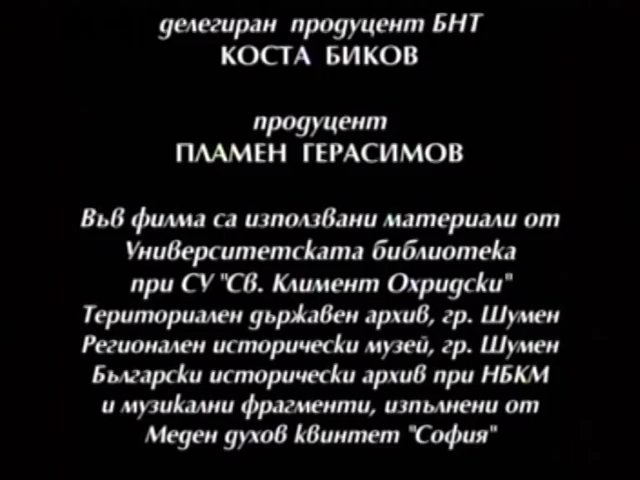 делегиран продуцент БНТ
КОСТА БИКОВ
продуцент
ПЛАМЕН ГЕРАСИМОВ
Във филма са използвани материали от
Университетската библиотека
при СУ "Св. Климент Охридски"
Териториален държавен архив, гр. Шумен
Регионален исторически музей, гр. Шумен
Български исторически архив при НБКМ
и музикални фрагменти, изпълнени от
Меден духов квинтет "София"